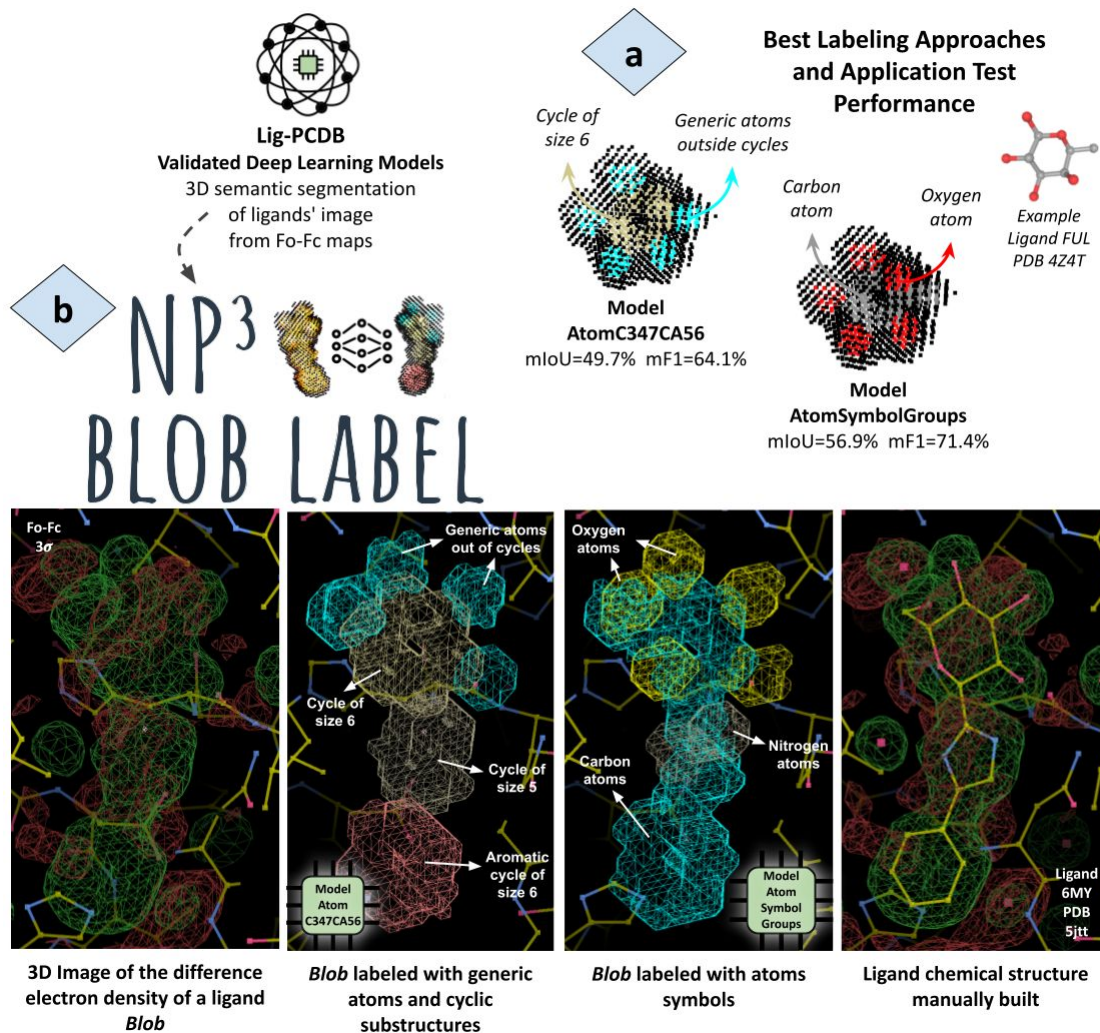 Lig-PCDB
Validated Deep Learning Models
3D semantic segmentation
of ligands' image
from Fo-Fc maps
a
Best Labeling Approaches
and Application Test
Performance
Cycle of
size 6
Generic atoms
outside cycles
Carbon
atom
Oxygen
atom
Example
Ligand FUL
PDB 4Z4T
Model
AtomC347CA56
mIoU=49.7% mF1=64.1%
Model
AtomSymbolGroups
mIoU=56.9% mF1=71.4%
b
NP³
BLOB LABEL
Fo-Fc
3σ
Generic atoms
out of cycles
Cycle of
size 6
Cycle of
size 5
Aromatic
cycle of
size 6
Model
Atom
C347CA56
Oxygen
atoms
Nitrogen
atoms
Carbon
atoms
Model
Atom
Symbol
Groups
Ligand
6MY
PDB
5jtt
3D Image of the difference
electron density of a ligand
Blob
Blob labeled with generic
atoms and cyclic
substructures
Blob labeled with atoms
symbols
Ligand chemical structure
manually built